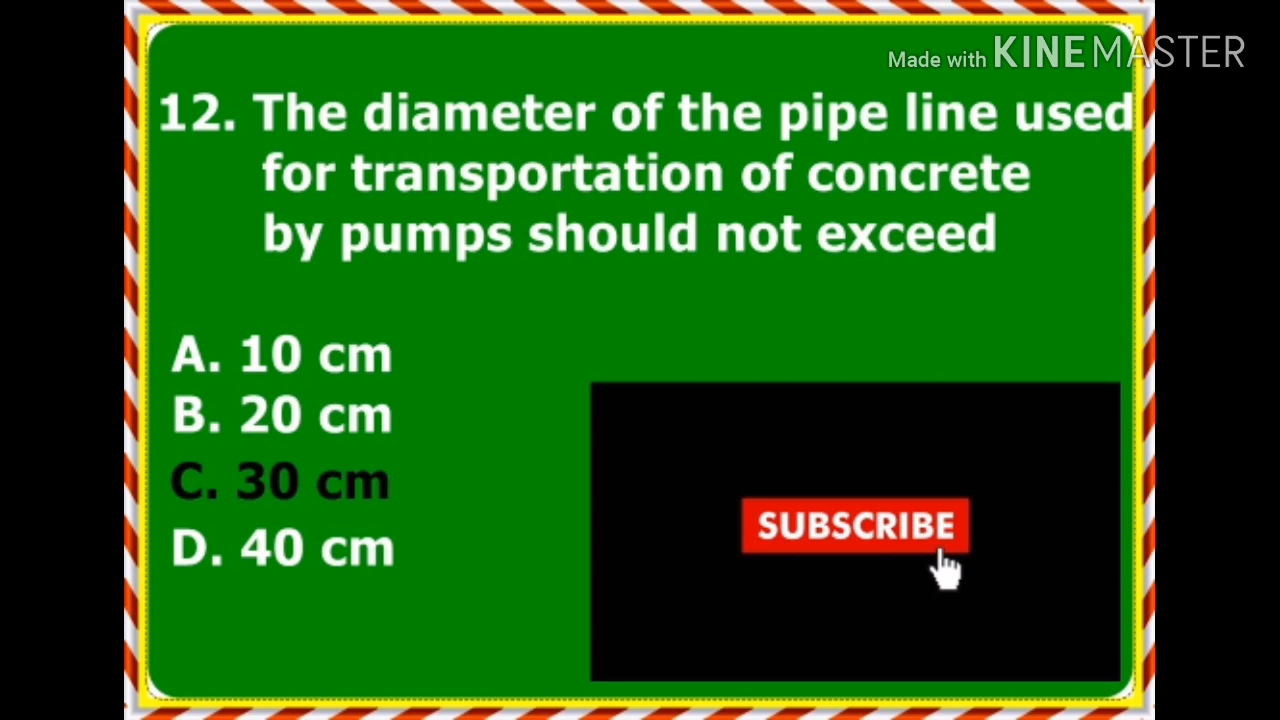 Made with KINEMASTER
12. The diameter of the pipe line used
for transportation of concrete
by pumps should not exceed
A. 10 cm
B. 20 cm
C. 30 cm
D. 40 cm
SUBSCRIBE